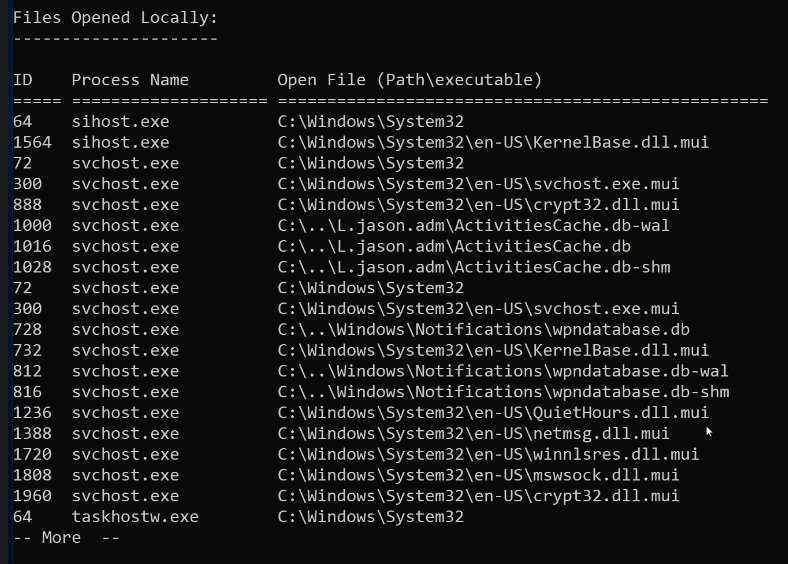 Files Opened Locally:
---------------------
ID    Process Name         Open File (Path\executable)
===== ==================== ==================================================
64    sihost.exe           C:\Windows\System32
1564  sihost.exe           C:\Windows\System32\en-US\KernelBase.dll.mui
72    svchost.exe          C:\Windows\System32
300   svchost.exe          C:\Windows\System32\en-US\svchost.exe.mui
888   svchost.exe          C:\Windows\System32\en-US\crypt32.dll.mui
1000  svchost.exe          C:\..\L.jason.adm\ActivitiesCache.db-wal
1016  svchost.exe          C:\..\L.jason.adm\ActivitiesCache.db
1028  svchost.exe          C:\..\L.jason.adm\ActivitiesCache.db-shm
72    svchost.exe          C:\Windows\System32
300   svchost.exe          C:\Windows\System32\en-US\svchost.exe.mui
728   svchost.exe          C:\..\Windows\Notifications\wpndatabase.db
732   svchost.exe          C:\Windows\System32\en-US\KernelBase.dll.mui
812   svchost.exe          C:\..\Windows\Notifications\wpndatabase.db-wal
816   svchost.exe          C:\..\Windows\Notifications\wpndatabase.db-shm
1236  svchost.exe          C:\Windows\System32\en-US\QuietHours.dll.mui
1388  svchost.exe          C:\Windows\System32\en-US\netmsg.dll.mui
1720  svchost.exe          C:\Windows\System32\en-US\winnlsres.dll.mui
1808  svchost.exe          C:\Windows\System32\en-US\mswsock.dll.mui
1960  svchost.exe          C:\Windows\System32\en-US\crypt32.dll.mui
64    taskhostw.exe        C:\Windows\System32
-- More  --